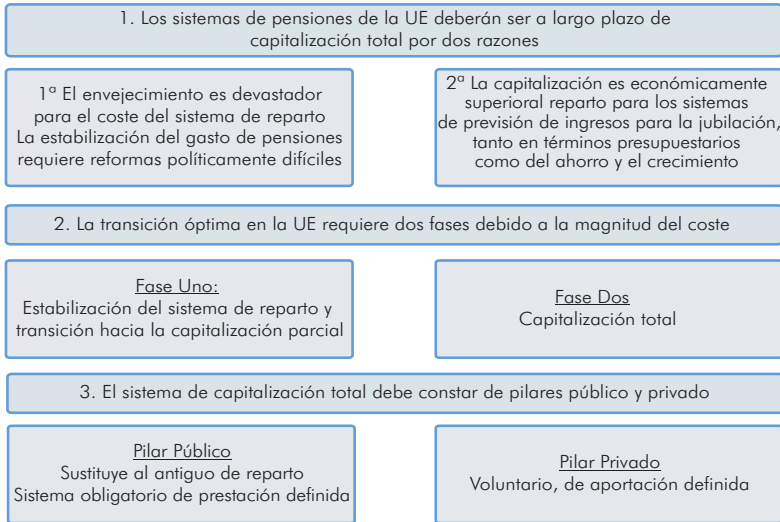 1. Los sistemas de pensiones de la UE deberán ser a largo plazo de
capitalización total por dos razones
1ª El envejecimiento es devastador
para el coste del sistema de reparto
La estabilización del gasto de pensiones
requiere reformas políticamente difíciles
2ª La capitalización es económicamente
superioral reparto para los sistemas
de previsión de ingresos para la jubilación,
tanto en términos presupuestarios
como del ahorro y el crecimiento
2. La transición óptima en la UE requiere dos fases debido a la magnitud del coste
Fase Uno:
Estabilización del sistema de reparto y
transición hacia la capitalización parcial
Fase Dos
Capitalización total
3. El sistema de capitalización total debe constar de pilares público y privado
Pilar Público
Sustituye al antiguo de reparto
Sistema obligatorio de prestación definida
Pilar Privado
Voluntario, de aportación definida